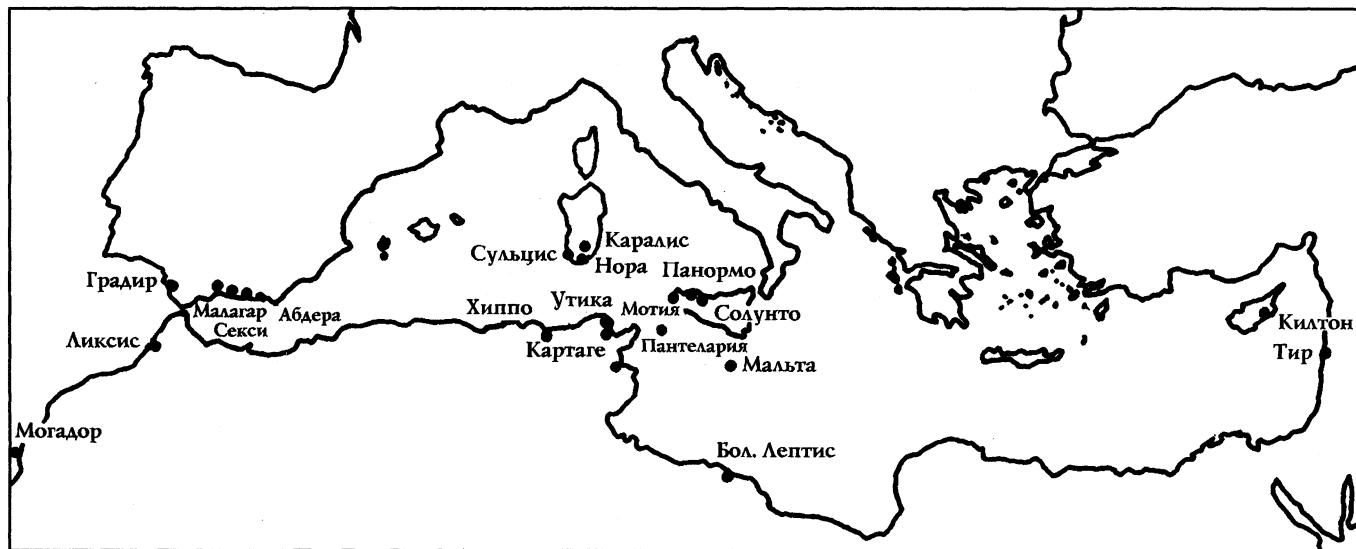 Градир
Малагар
Секси
Абдера
Ликсис
Могадор
Сульцис
Каралис
Нора
Панормо
Хиппо
Утика
Мотия
Солунто
Картаге
Пантелария
Мальта
Бол. Лептис
Килтон
Тир